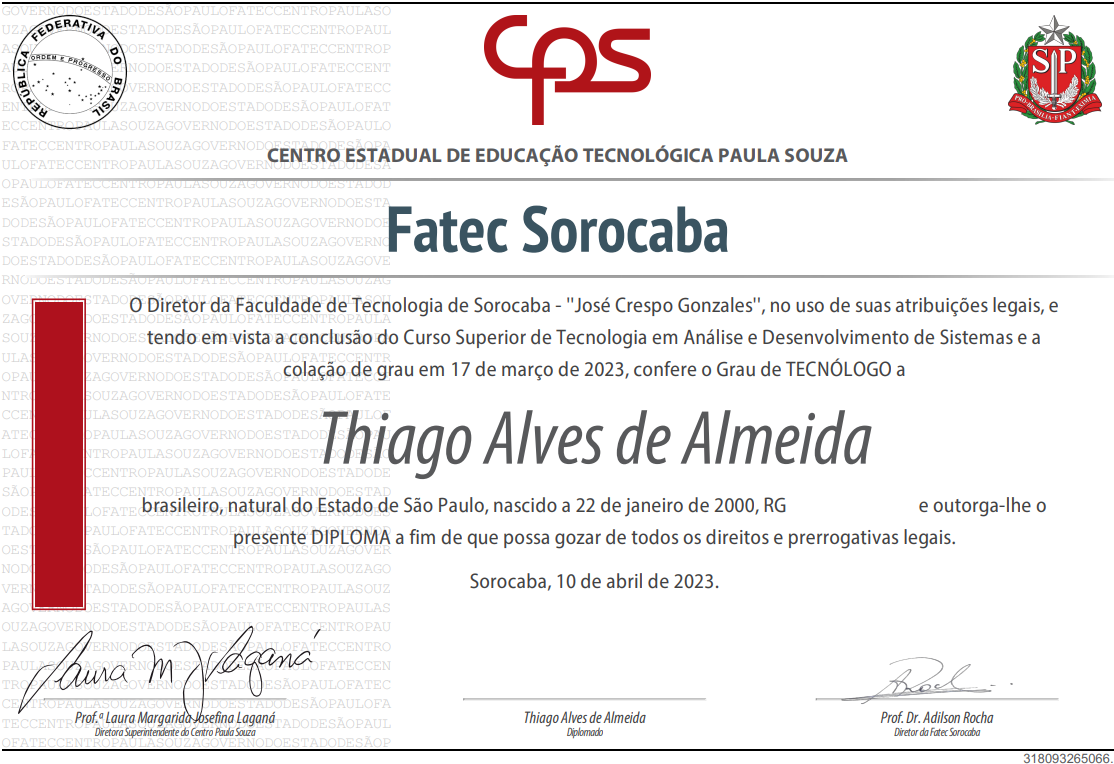 REPÚBLICA FEDERATIVA DO BRASIL
ORDEM E PROGRESSO
cps
SP
PRO·BRASILIA·FIANT·EXIMIA
CENTRO ESTADUAL DE EDUCAÇÃO TECNOLÓGICA PAULA SOUZA
Fatec Sorocaba
O Diretor da Faculdade de Tecnologia de Sorocaba - "José Crespo Gonzales", no uso de suas atribuições legais, e
tendo em vista a conclusão do Curso Superior de Tecnologia em Análise e Desenvolvimento de Sistemas e a
colação de grau em 17 de março de 2023, confere o Grau de TECNÓLOGO a
Thiago Alves de Almeida
brasileiro, natural do Estado de São Paulo, nascido a 22 de janeiro de 2000, RG e outorga-lhe o
presente DIPLOMA a fim de que possa gozar de todos os direitos e prerrogativas legais.
Sorocaba, 10 de abril de 2023.
Laura M J Laganá
Prof.ª Laura Margarida Josefina Laganá
Diretora Superintendente do Centro Paula Souza
Thiago Alves de Almeida
Diplomado
Prof. Dr. Adilson Rocha
Diretor da Fatec Sorocaba
318093265066.